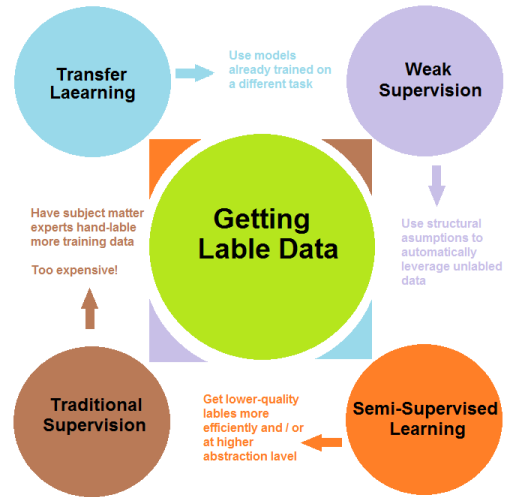 Transfer
Laearning
Use models
already trained on
a different task
Weak
Supervision
Getting
Lable Data
Have subject matter
experts hand-lable
more training data
Too expensive!
Use structural
asumptions to
automatically
leverage unlabled
data
Traditional
Supervision
Get lower-quality
lables more
efficiently and / or
at higher
abstraction level
Semi-Supervised
Learning